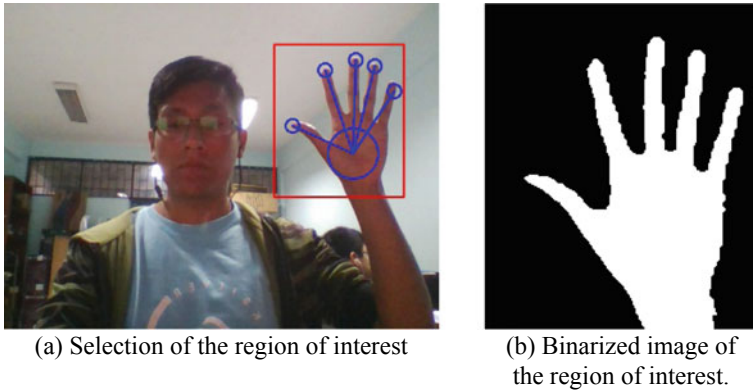 (a) Selection of the region of interest
(b) Binarized image of
the region of interest.